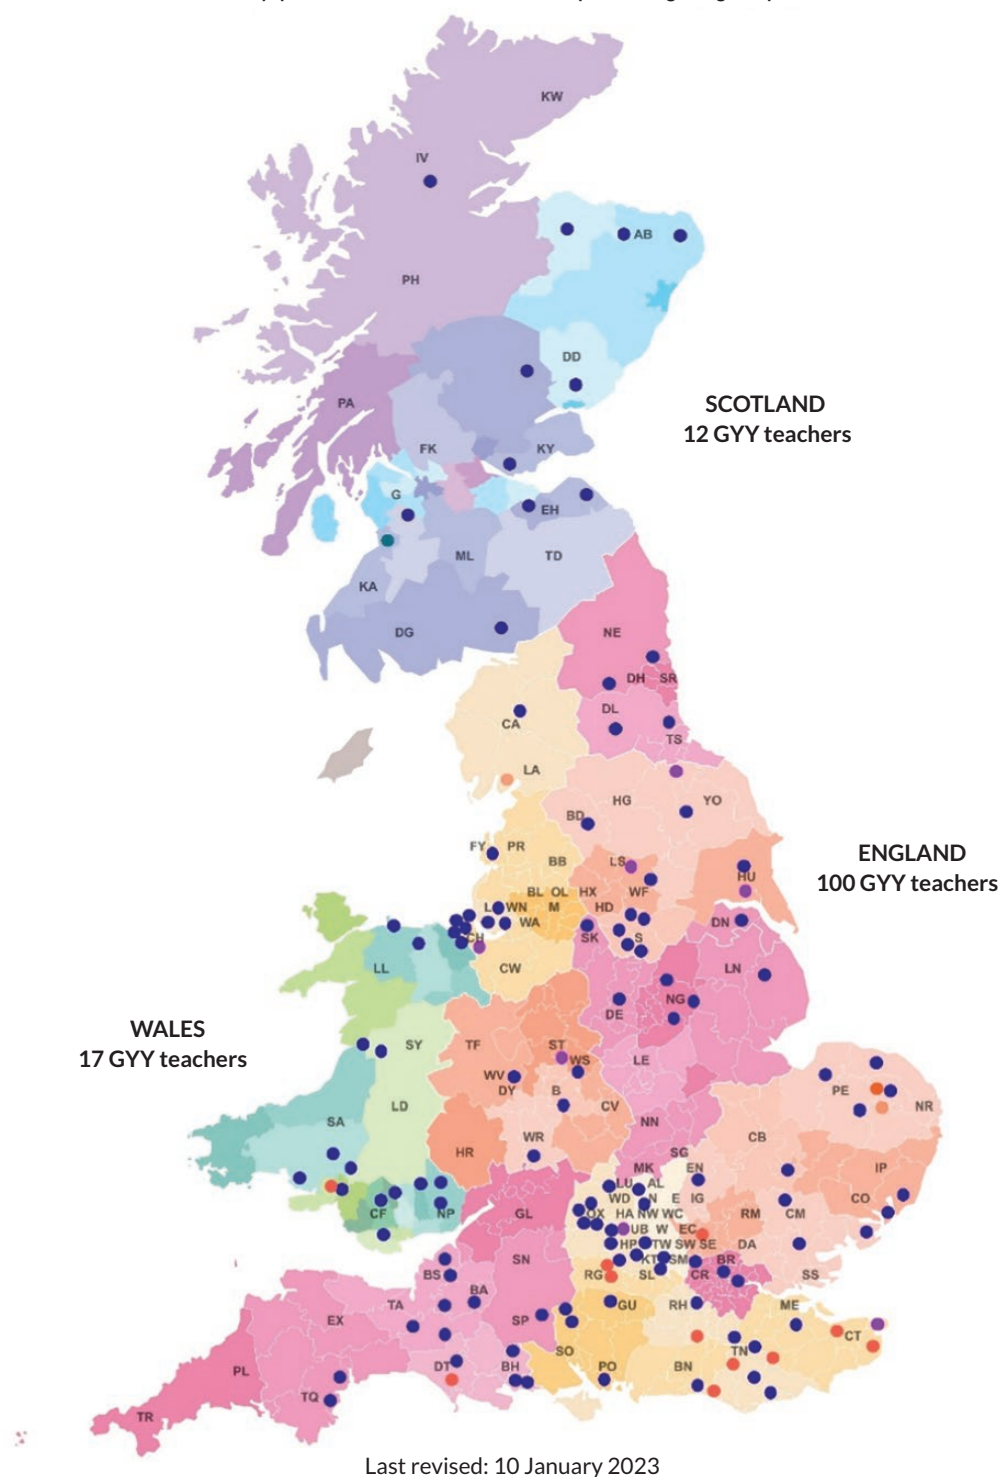 KW
IV
AB
PH
DD
PA
SCOTLAND
12 GYY teachers
FK
KY
G
EH
ML
TD
KA
DG
NE
DH SR
DL
CA
TS
LA
HG
YO
BD
FY PR
ENGLAND
100 GYY teachers
BB
LS
HU
BL OL HX
WF
L WN M
HD
WA
DN
CH
SK
S
LL
CW
LN
NG
DE
WALES
17 GYY teachers
SY
TF
ST
LE
WS
WV
PE
DY
B
LD
CV
NR
SA
NN
WR
CB
HR
SG
MK
EN
IP
LU AL
WD N E IG
CO
CF
NP
GL
OX HA NW WC
RM
CM
UB W EC
HP TW SW SE
DA
SN
KT SM
BR
BS
RG
SL
CR
SS
BA
TA
GU
RH
ME
EX
SP
CT
SO
TN
DT
BH
PO
BN
PL
TQ
TR
Last revised: 10 January 2023